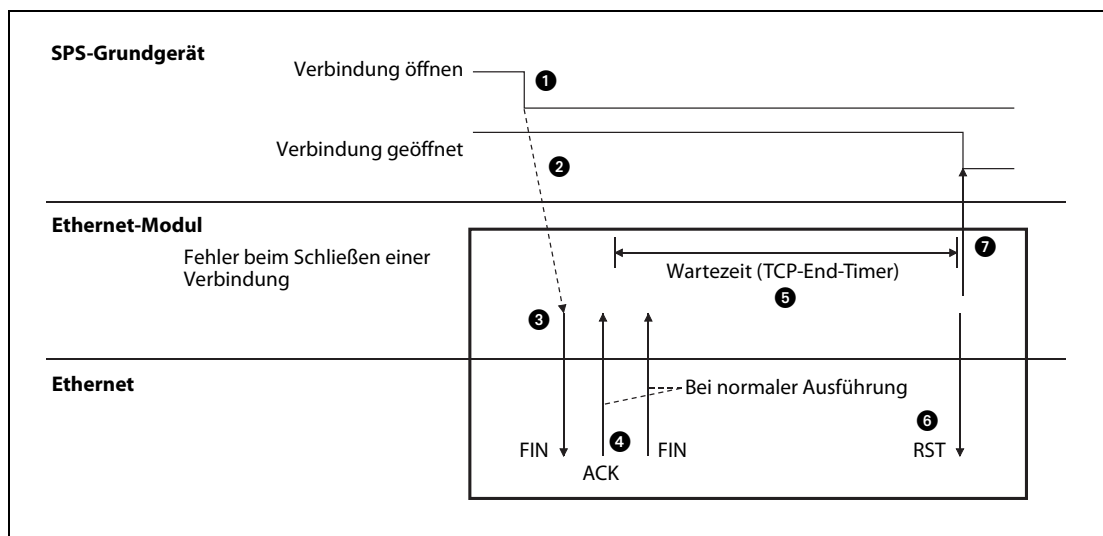 SPS-Grundgerät
Verbindung öffnen
❶
Verbindung geöffnet
❷
Ethernet-Modul
Fehler beim Schließen einer
Verbindung
❼
Wartezeit (TCP-End-Timer)
❺
❸
Ethernet
Bei normaler Ausführung
❻
FIN
❹
FIN
RST
ACK